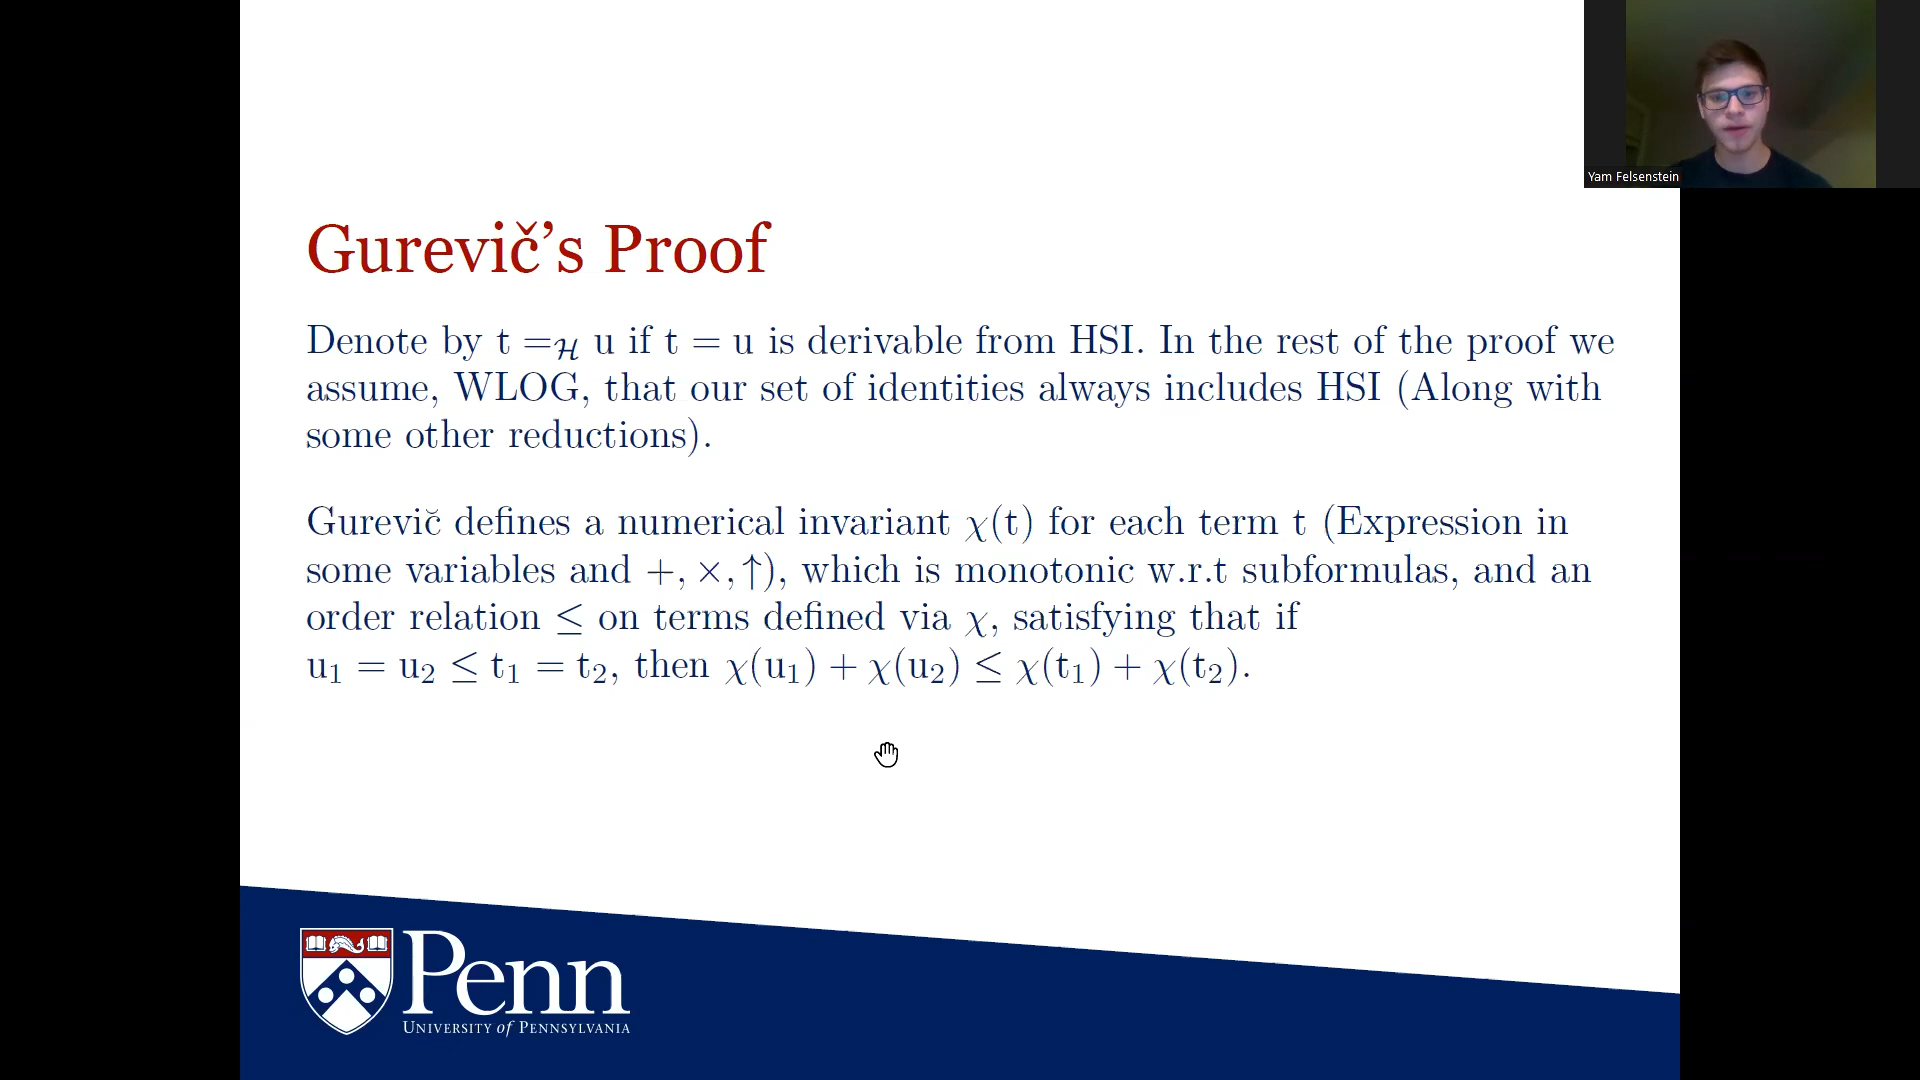 Yam Felsenstein
Gurevič’s Proof
Denote by t =ℋ u if t = u is derivable from HSI. In the rest of the proof we
assume, WLOG, that our set of identities always includes HSI (Along with
some other reductions).
Gurevic̆ defines a numerical invariant χ(t) for each term t (Expression in
some variables and +, ×, ↑), which is monotonic w.r.t subformulas, and an
order relation ≤ on terms defined via χ, satisfying that if
u₁ = u₂ ≤ t₁ = t₂, then χ(u₁) + χ(u₂) ≤ χ(t₁) + χ(t₂).
Penn
UNIVERSITY of PENNSYLVANIA